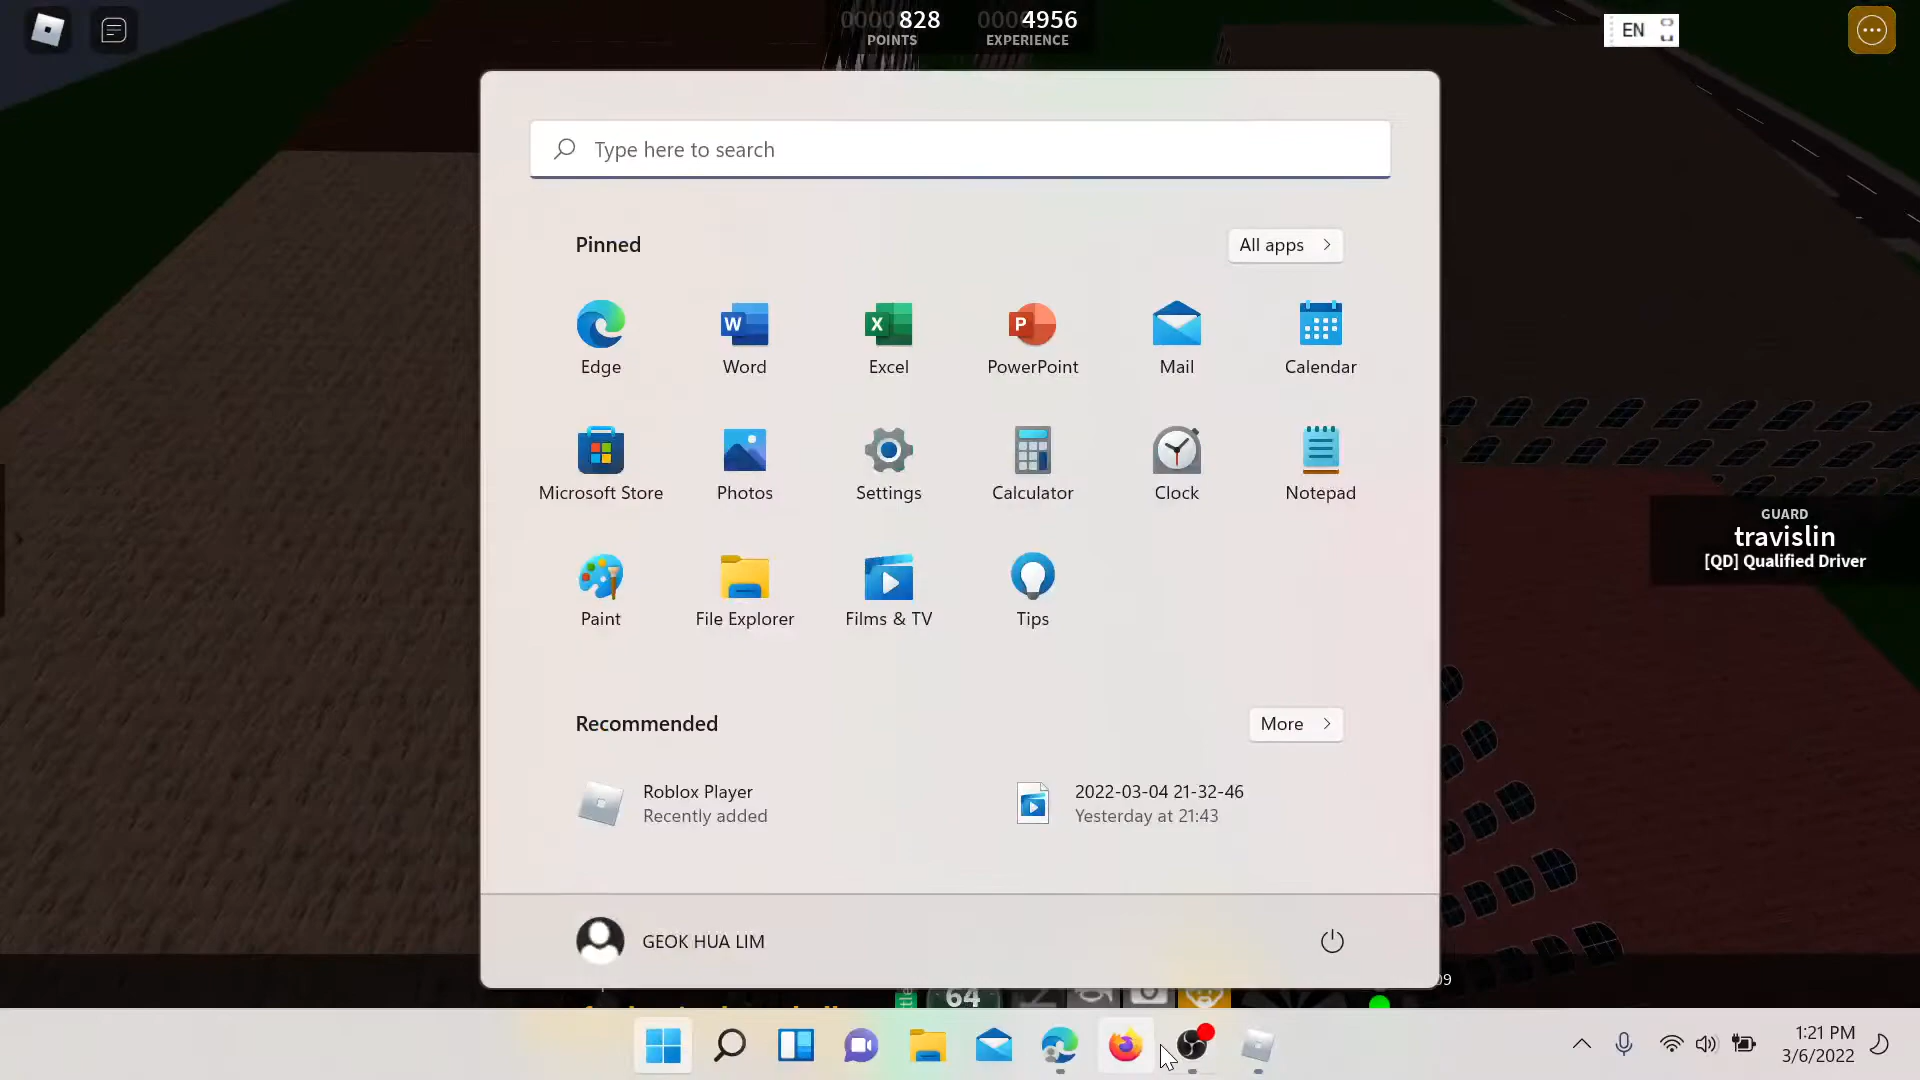 0000828
POINTS
0004956
EXPERIENCE
EN
Type here to search
Pinned
All apps
Edge
Word
Excel
PowerPoint
Mail
Calendar
Microsoft Store
Photos
Settings
Calculator
Clock
Notepad
GUARD
travislin
[QD] Qualified Driver
Paint
File Explorer
Films & TV
Tips
Recommended
More
Roblox Player
Recently added
2022-03-04 21-32-46
Yesterday at 21:43
GEOK HUA LIM
09
64
1:21 PM
3/6/2022